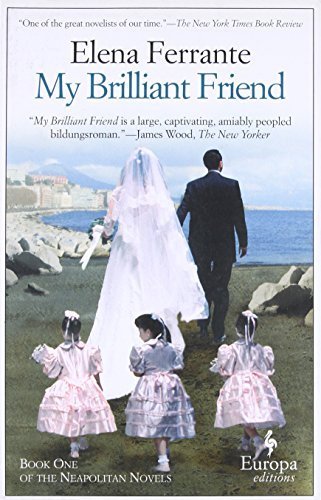 “One of the great novelists of our time.”—The New York Times Book Review
Elena Ferrante
My Brilliant Friend
“My Brilliant Friend is a large, captivating, amiably peopled
bildungsroman.”—James Wood, The New Yorker
Book One
of the Neapolitan Novels
Europa
editions